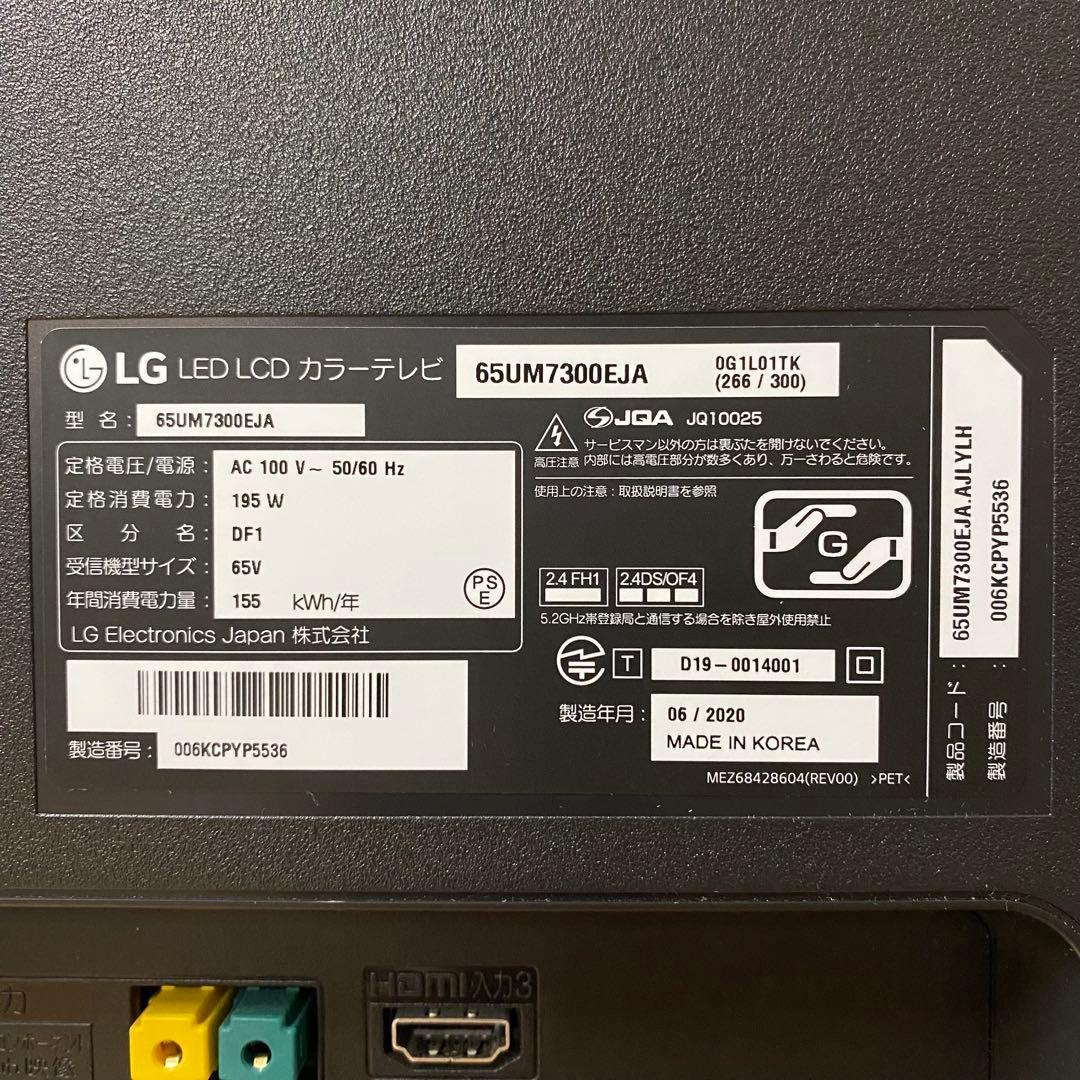 LG LED LCD カラーテレビ 65UM7300EJA 0G1L01TK
(266 / 300)
型 名 : 65UM7300EJA
定格電圧/電源 : AC 100 V~ 50/60 Hz
定格消費電力 : 195 W
区 分 名 : DF1
受信機型サイズ : 65V
年間消費電力量 : 155 kWh/年
PS
E
LG Electronics Japan 株式会社
製造番号 : 006KCPYP5536
JQA JQ10025
高圧注意
サービスマン以外の方は裏ぶたを開けないでください。
内部には高電圧部分が数多くあり、万一さわると危険です。
使用上の注意 : 取扱説明書を参照
G
2.4 FH1 2.4DS/OF4
5.2GHz帯登録局と通信する場合を除き屋外使用禁止
T D19-0014001
製造年月 : 06 / 2020
MADE IN KOREA
MEZ68428604(REV00) >PET<
製品コード : 65UM7300EJA.AJLYLH
製造番号 : 006KCPYP5536
HDMI 入力3
力
映像